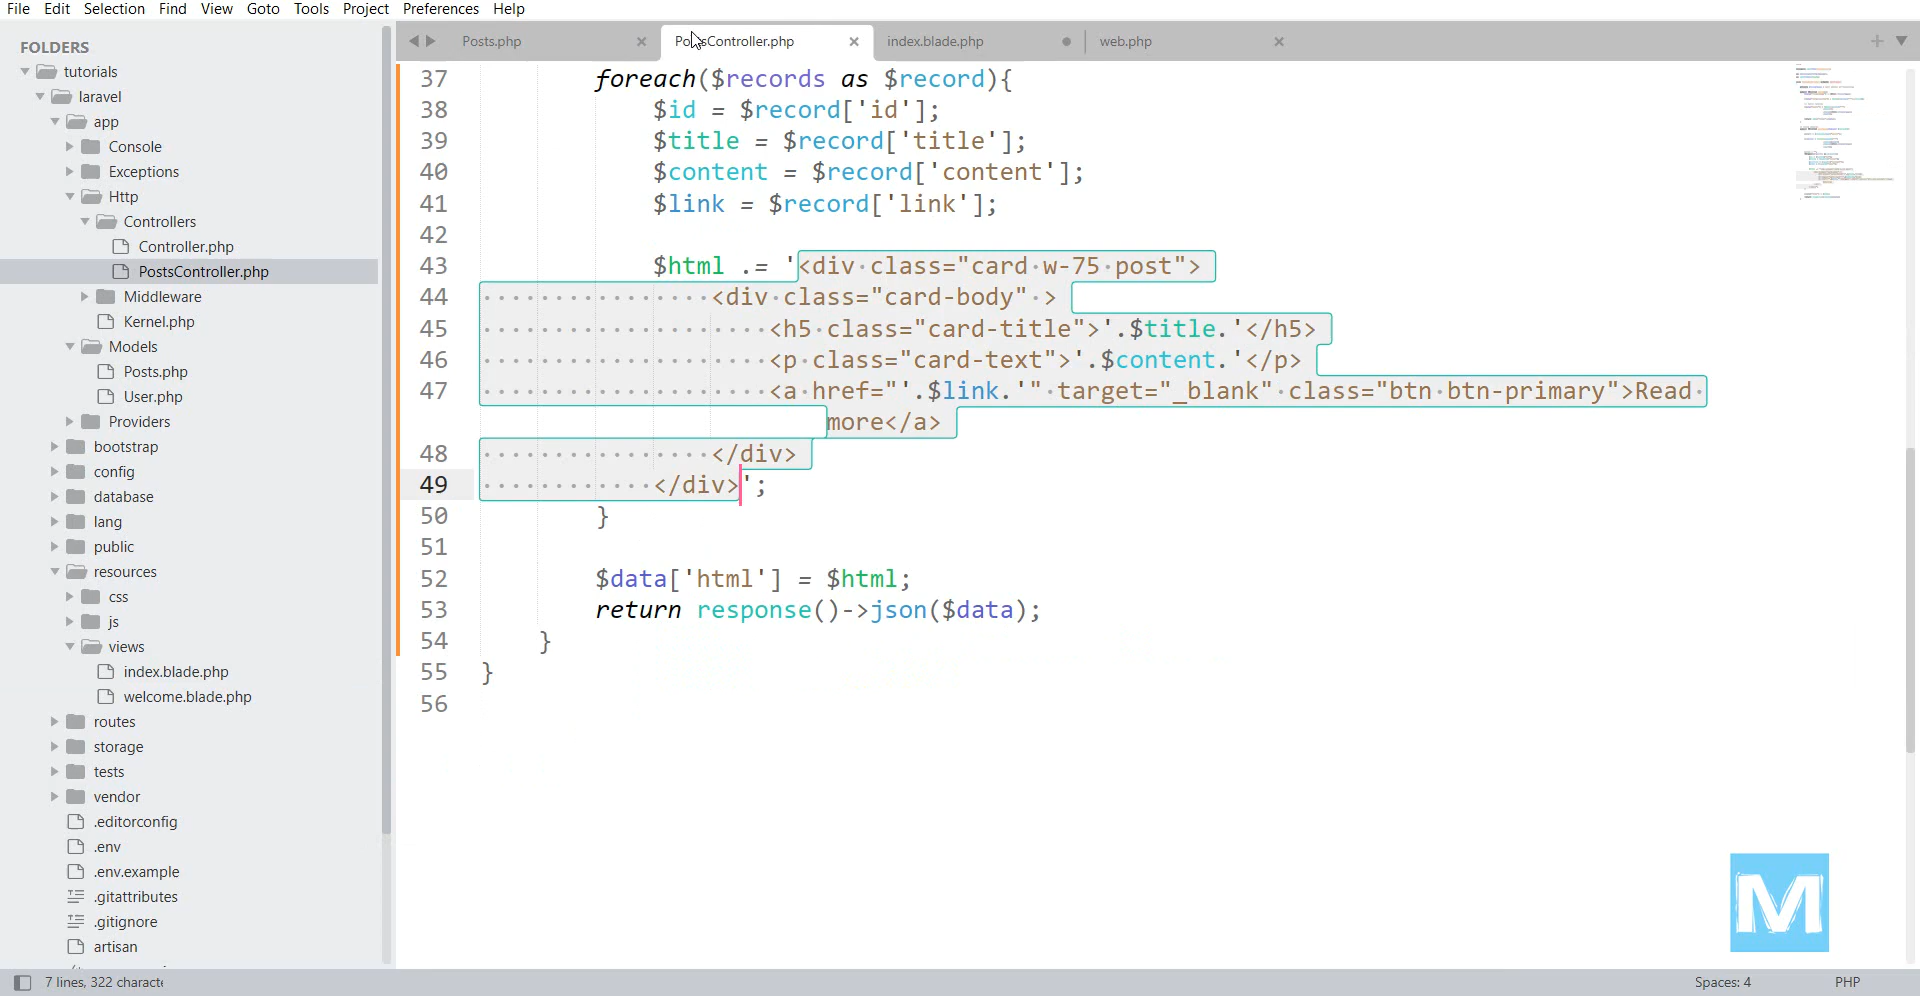 File Edit Selection Find View Goto Tools Project Preferences Help
FOLDERS
tutorials
laravel
app
Console
Exceptions
Http
Controllers
Controller.php
PostsController.php
Middleware
Kernel.php
Models
Posts.php
User.php
Providers
bootstrap
config
database
lang
public
resources
css
js
views
index.blade.php
welcome.blade.php
routes
storage
tests
vendor
.editorconfig
.env
.env.example
.gitattributes
.gitignore
artisan
Posts.php PostsController.php index.blade.php web.php
37 foreach($records as $record){
38 $id = $record['id'];
39 $title = $record['title'];
40 $content = $record['content'];
41 $link = $record['link'];
42
43 $html .= '<div class="card w-75 post">
44 <div class="card-body" >
45 <h5 class="card-title">'.$title.'</h5>
46 <p class="card-text">'.$content.'</p>
47 <a href="'.$link.'" target="_blank" class="btn btn-primary">Read
more</a>
48 </div>
49 </div>';
50 }
51
52 $data['html'] = $html;
53 return response()->json($data);
54 }
55 }
56
M
7 lines, 322 characte
Spaces: 4 PHP